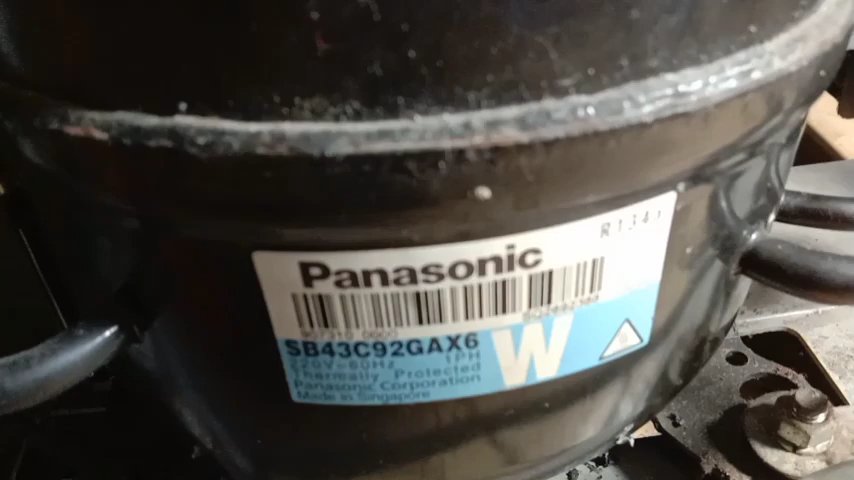 R134a
Panasonic
SB43C92GAX6
220V~60HZ 1PH
Thermally Protected
Panasonic Corporation
Made in Singapore
W